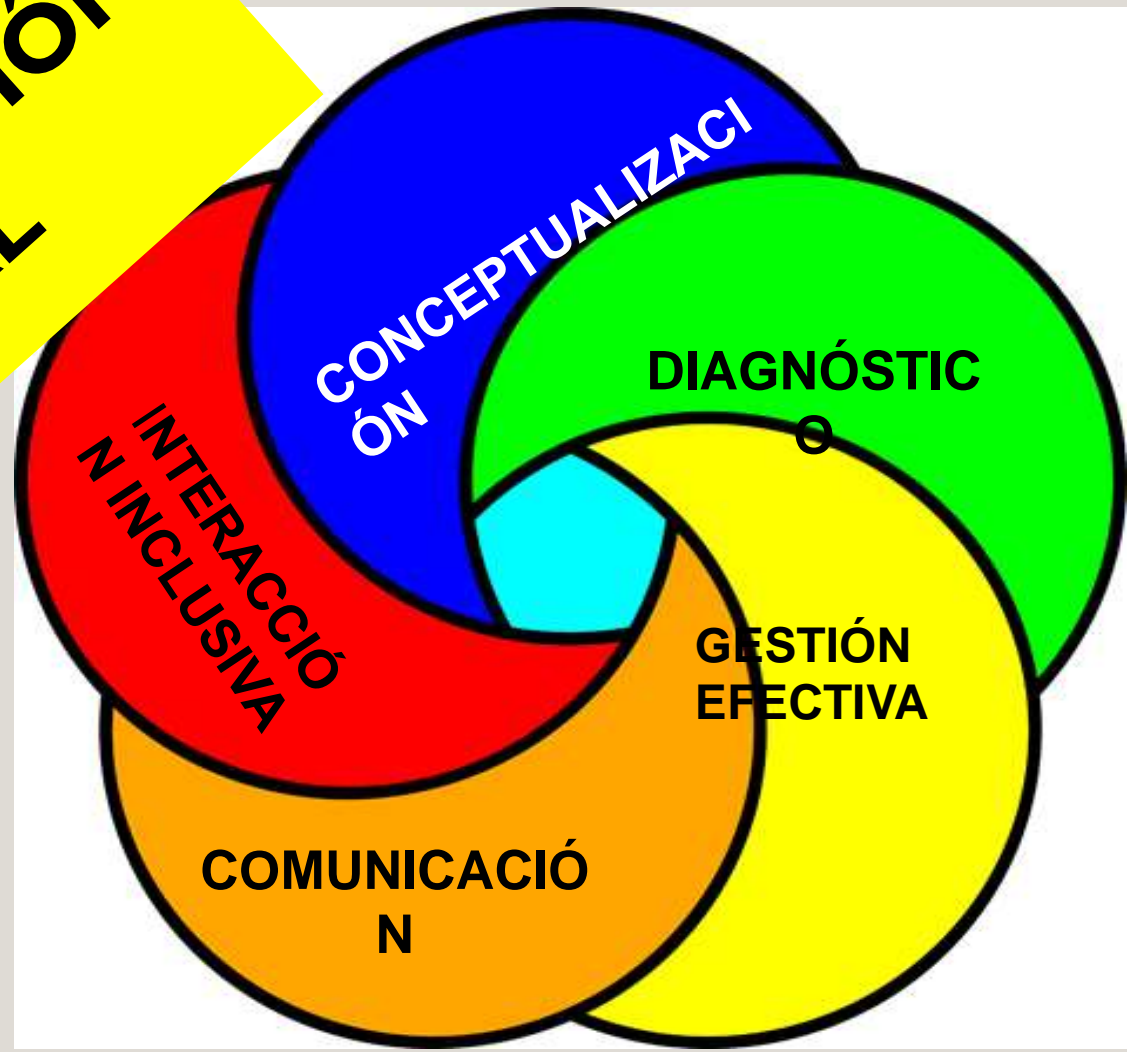 CONCEPTUALIZACI
ÓN
DIAGNÓSTIC
O
INTERACCIÓ
N INCLUSIVA
GESTIÓN
EFECTIVA
COMUNICACIÓ
N